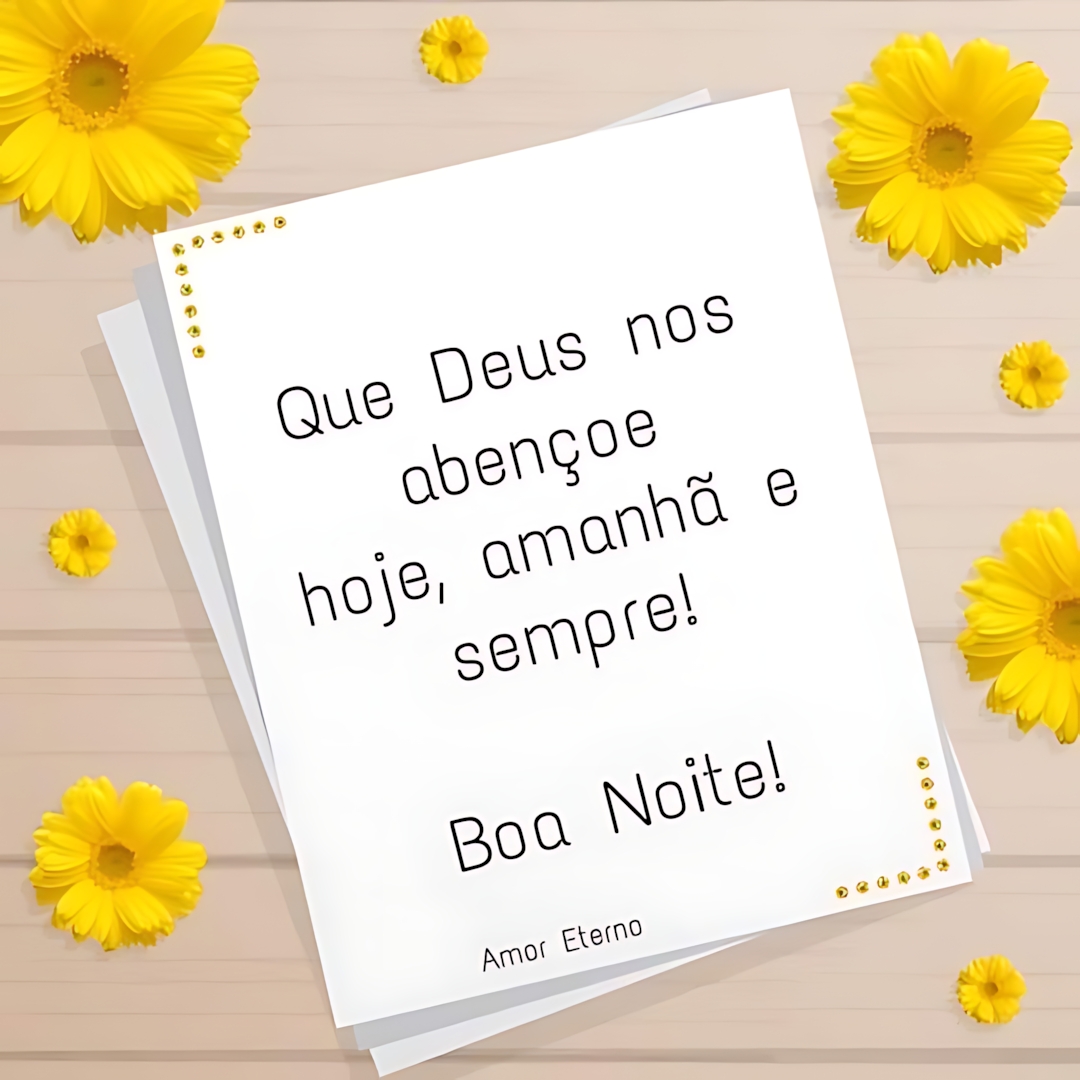 Que Deus nos
abençoe
hoje, amanhã e
sempre!
Boa Noite!
Amor Eterno